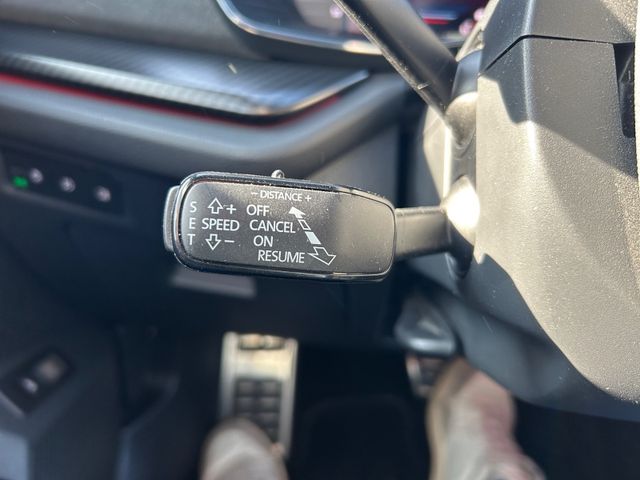 - DISTANCE +
S E T
+ SPEED -
OFF
CANCEL
ON
RESUME